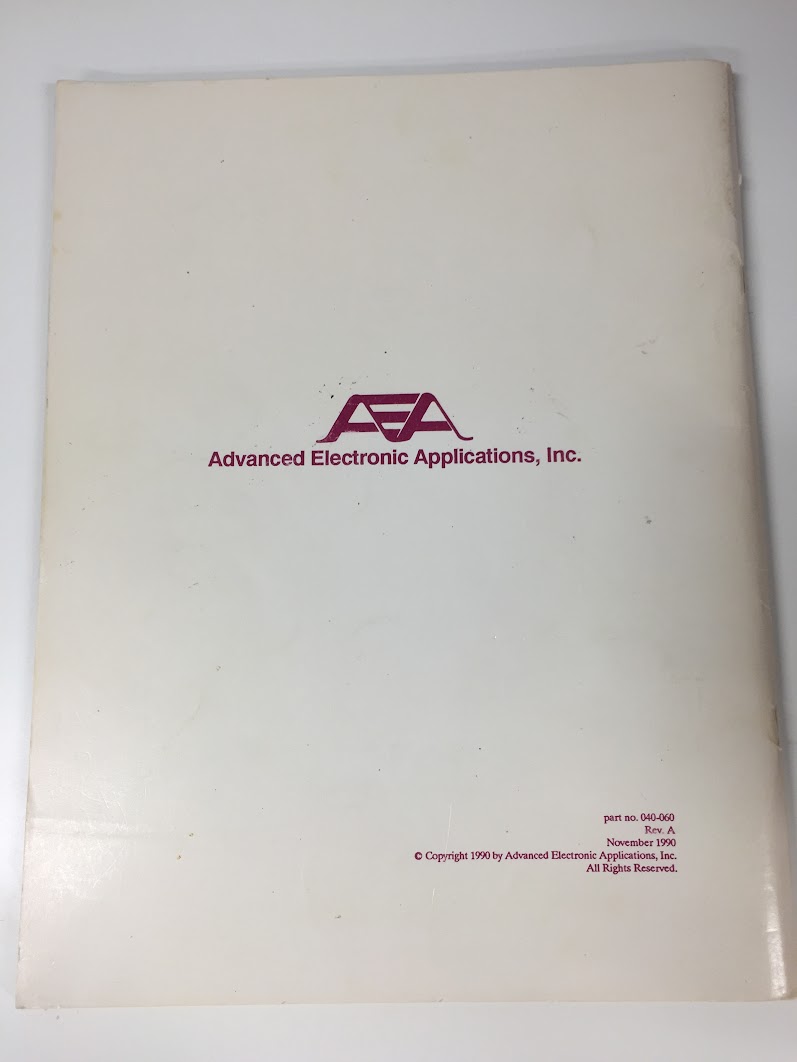 AEA
Advanced Electronic Applications, Inc.
part no. 040-060
Rev. A
November 1990
© Copyright 1990 by Advanced Electronic Applications, Inc.
All Rights Reserved.